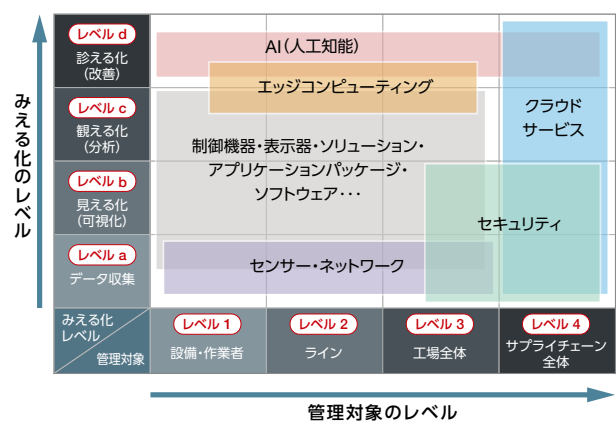 みえる化のレベル
レベル d
診える化
(改善)
レベル c
観える化
(分析)
レベル b
見える化
(可視化)
レベル a
データ収集
AI(人工知能)
エッジコンピューティング
クラウド
サービス
制御機器・表示器・ソリューション・
アプリケーションパッケージ・
ソフトウェア・・・
セキュリティ
センサー・ネットワーク
みえる化
レベル
管理対象
レベル 1
設備・作業者
レベル 2
ライン
レベル 3
工場全体
レベル 4
サプライチェーン
全体
管理対象のレベル